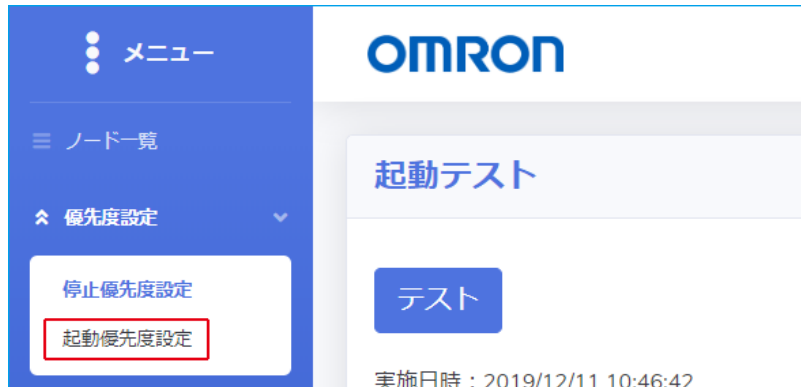 メニュー
OMRON
ノード一覧
起動テスト
優先度設定
停止優先度設定
テスト
起動優先度設定
実施日時：2019/12/11 10:46:42